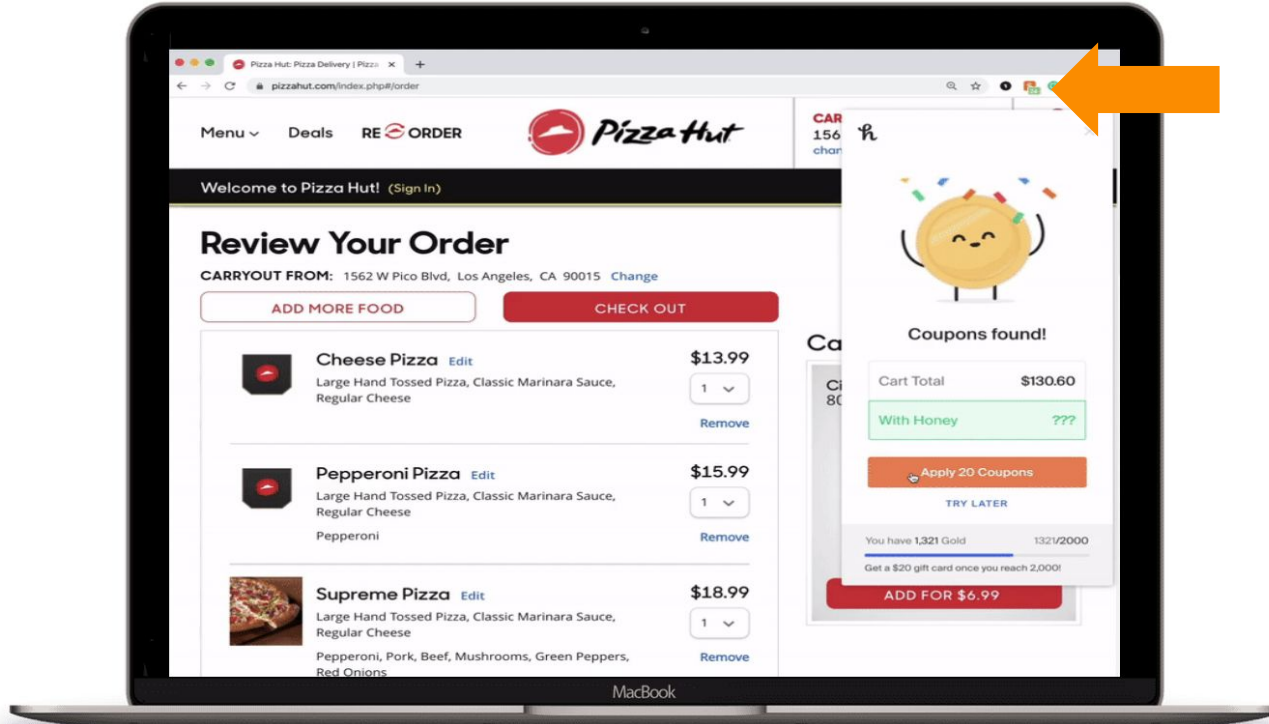 Pizza Hut: Pizza Delivery | Pizza
pizzahut.com/index.php#/order
Menu
Deals
RE ORDER
Pizza Hut
CAR
156
chan
h
Welcome to Pizza Hut! (Sign In)
Review Your Order
CARRYOUT FROM: 1562 W Pico Blvd, Los Angeles, CA 90015 Change
ADD MORE FOOD
CHECK OUT
Cheese Pizza Edit
$13.99
Large Hand Tossed Pizza, Classic Marinara Sauce,
Regular Cheese
1
Remove
Pepperoni Pizza Edit
$15.99
Large Hand Tossed Pizza, Classic Marinara Sauce,
Regular Cheese
1
Pepperoni
Remove
Supreme Pizza Edit
$18.99
Large Hand Tossed Pizza, Classic Marinara Sauce,
Regular Cheese
1
Pepperoni, Pork, Beef, Mushrooms, Green Peppers,
Red Onions
Remove
Ca
Ci
80
Coupons found!
Cart Total $130.60
With Honey ???
Apply 20 Coupons
TRY LATER
You have 1,321 Gold 1321/2000
Get a $20 gift card once you reach 2,000!
ADD FOR $6.99
MacBook